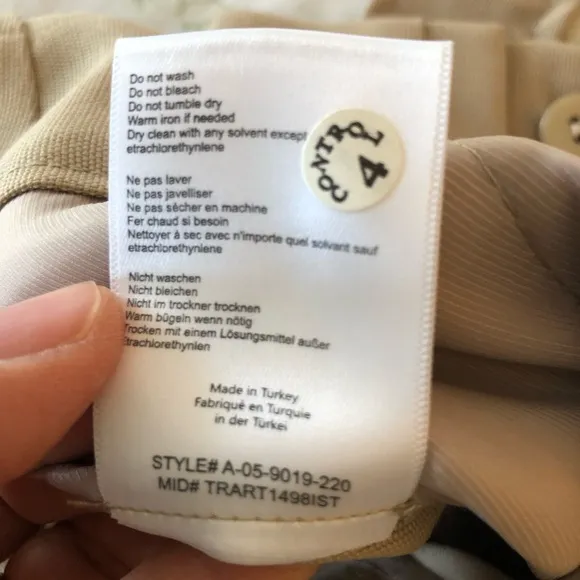 Do not wash
Do not bleach
Do not tumble dry
Warm iron if needed
Dry clean with any solvent except
etrachlorethynlene
CONTROL
4
Ne pas laver
Ne pas javelliser
Ne pas sécher en machine
Fer chaud si besoin
Nettoyer à sec avec n'importe quel solvant sauf
etrachlorethynlene
Nicht waschen
Nicht bleichen
Nicht im trockner trocknen
Warm bügeln wenn nötig
Trocken mit einem Lösungsmittel außer
trachlorethynlen
Made in Turkey
Fabriqué en Turquie
in der Türkei
STYLE# A-05-9019-220
MID# TRART1498IST